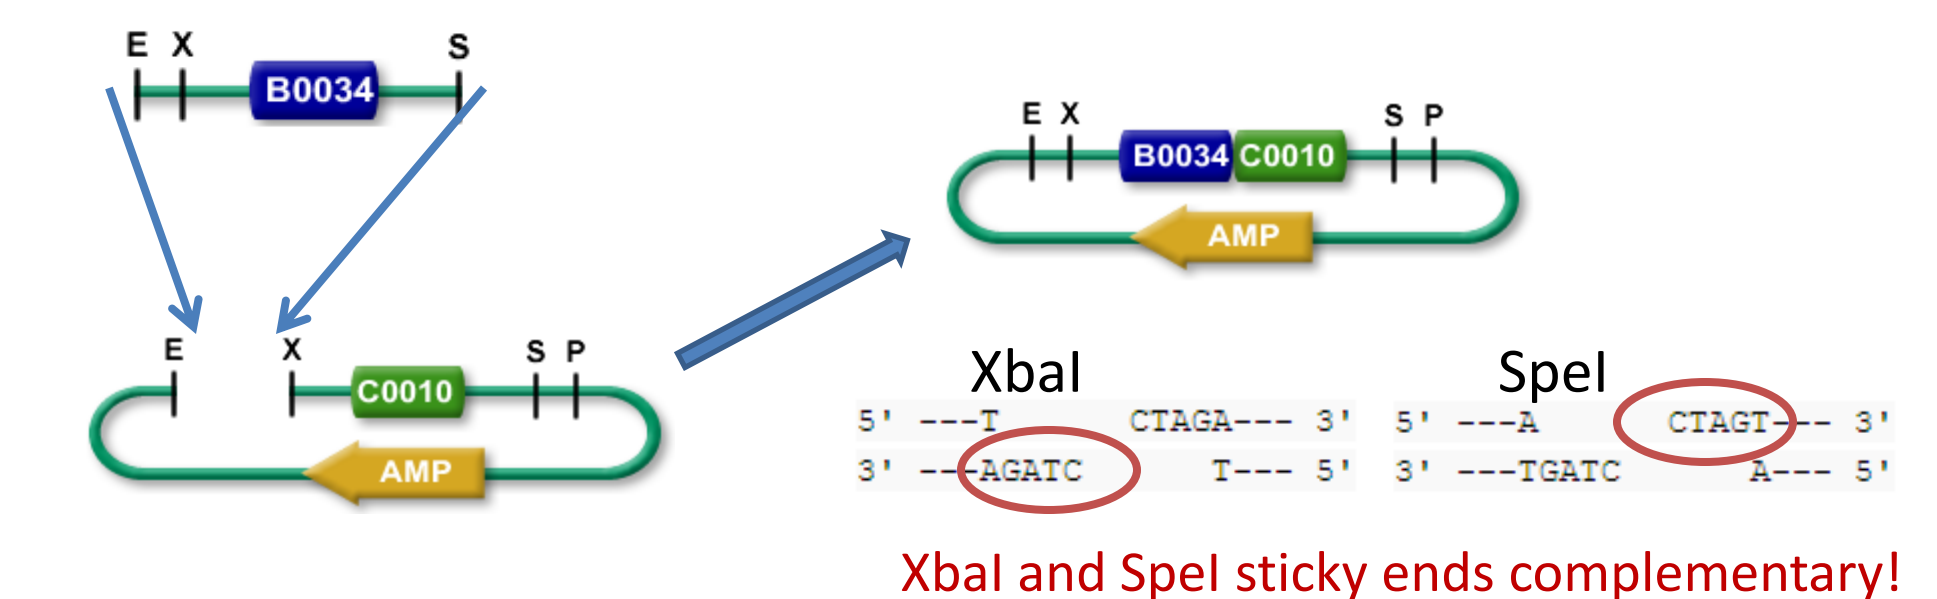 E X S
B0034
E X S P
B0034 C0010
AMP
E X S P
C0010
AMP
XbaI
5' ---T CTAGA--- 3'
3' ---AGATC T--- 5'
SpeI
5' ---A CTAGT--- 3'
3' ---TGATC A--- 5'
XbaI and SpeI sticky ends complementary!